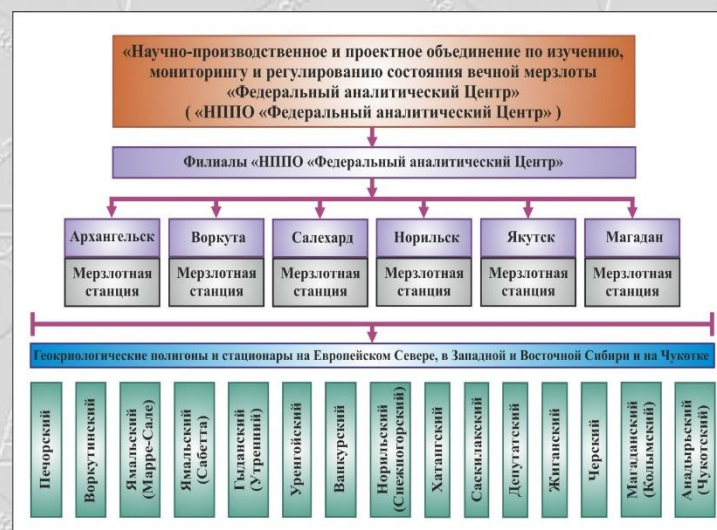 «Научно-производственное и проектное объединение по изучению,
мониторингу и регулированию состояния вечной мерзлоты
«Федеральный аналитический Центр»
( «НППО «Федеральный аналитический Центр» )
Филиалы «НППО «Федеральный аналитический Центр»
Архангельск
Воркута
Салехард
Норильск
Якутск
Магадан
Мерзлотная
станция
Мерзлотная
станция
Мерзлотная
станция
Мерзлотная
станция
Мерзлотная
станция
Мерзлотная
станция
Геокриологические полигоны и стационары на Европейском Севере, в Западной и Восточной Сибири и на Чукотке
Печорский
Воркутинский
Ямальский
(Марре-Сале)
Ямальский
(Сабетта)
Гыданский
(Утренний)
Уренгойский
Ванкурский
Норильский
(Снежногорский)
Хатангский
Саскилакский
Депутатский
Жиганский
Черский
Магаданский
(Колымский)
Анадырьский
(Чукотский)